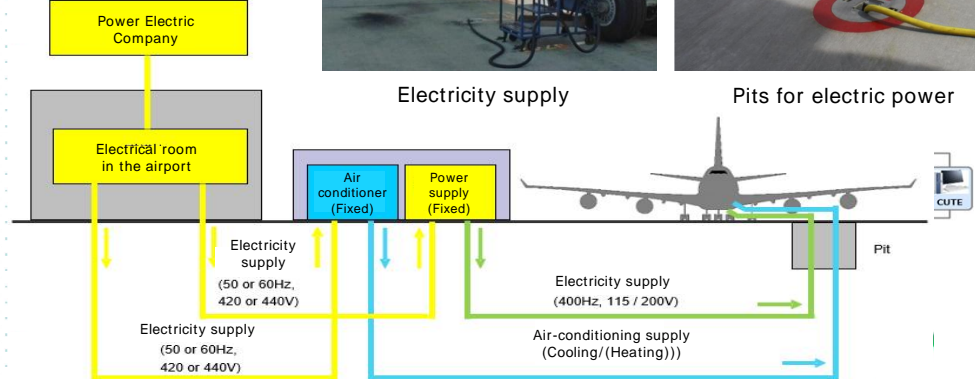 Power Electric
Company
Electricity supply
Pits for electric power
Electrical room
in the airport
Air
conditioner
(Fixed)
Power
supply
(Fixed)
CUTE
Electricity
supply
(50 or 60Hz,
420 or 440V)
Pit
Electricity supply
(400Hz, 115 / 200V)
Electricity supply
(50 or 60Hz,
420 or 440V)
Air-conditioning supply
(Cooling/(Heating)))